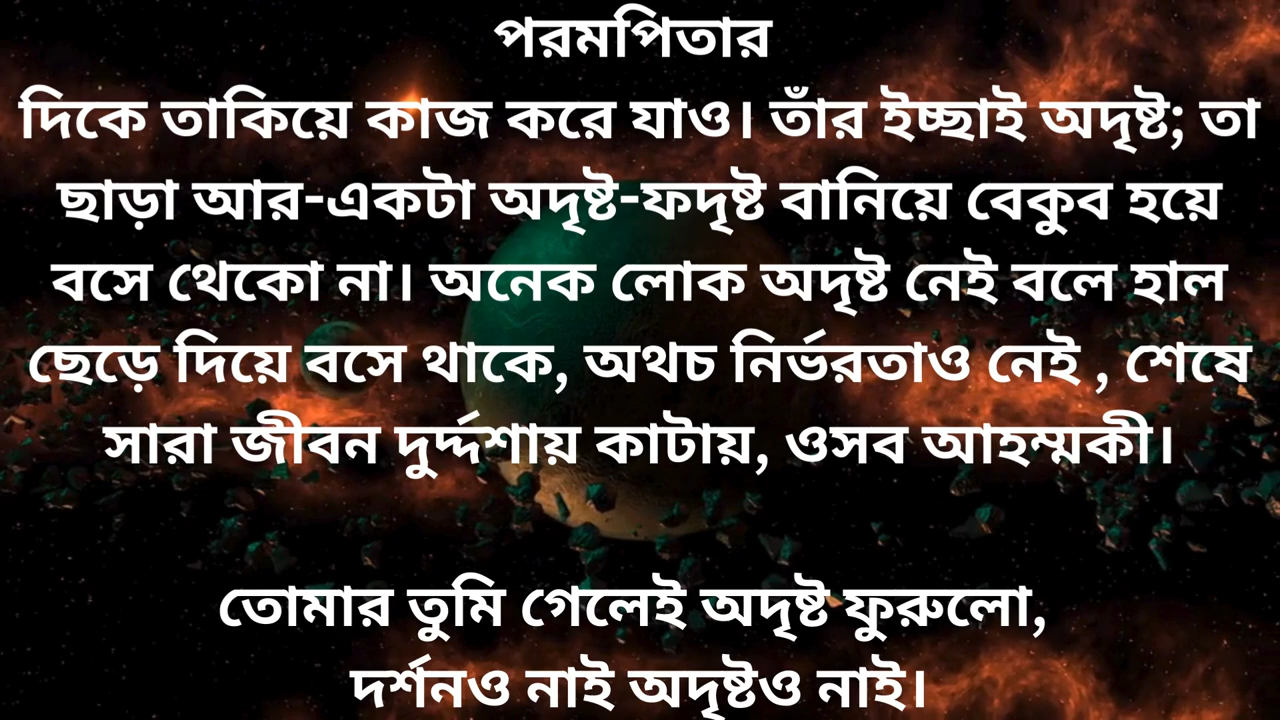 পরমপিতার
দিকে তাকিয়ে কাজ করে যাও। তাঁর ইচ্ছাই অদৃষ্ট; তা
ছাড়া আর-একটা অদৃষ্ট-ফদৃষ্ট বানিয়ে বেকুব হয়ে
বসে থেকো না। অনেক লোক অদৃষ্ট নেই বলে হাল
ছেড়ে দিয়ে বসে থাকে, অথচ নির্ভরতাও নেই , শেষে
সারা জীবন দুর্দ্দশায় কাটায়, ওসব আহম্মকী।
তোমার তুমি গেলেই অদৃষ্ট ফুরুলো,
দর্শনও নাই অদৃষ্টও নাই।